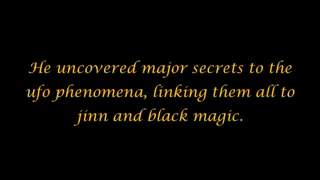 He uncovered major secrets to the
ufo phenomena, linking them all to
jinn and black magic.